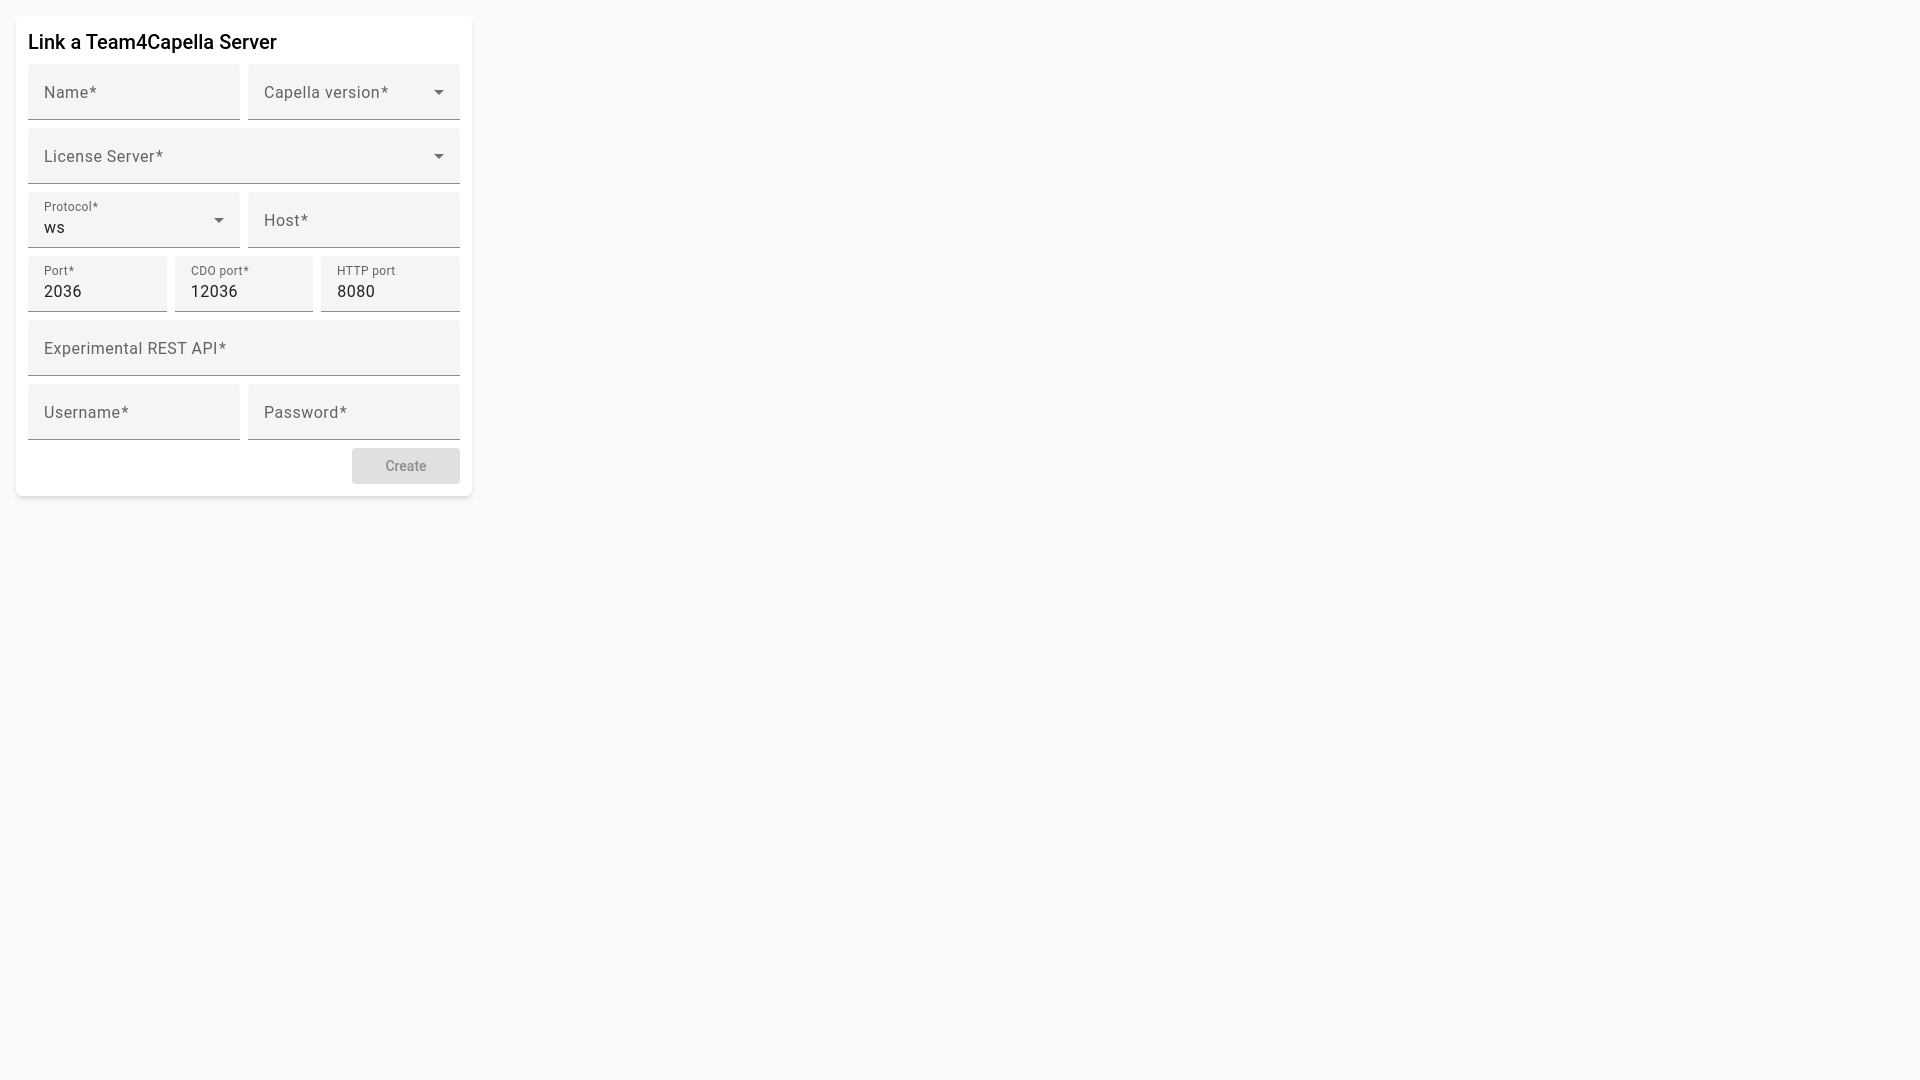 Link a Team4Capella Server
Name*
Capella version*
License Server*
Protocol*
ws
Host*
Port*
2036
CDO port*
12036
HTTP port
8080
Experimental REST API*
Username*
Password*
Create